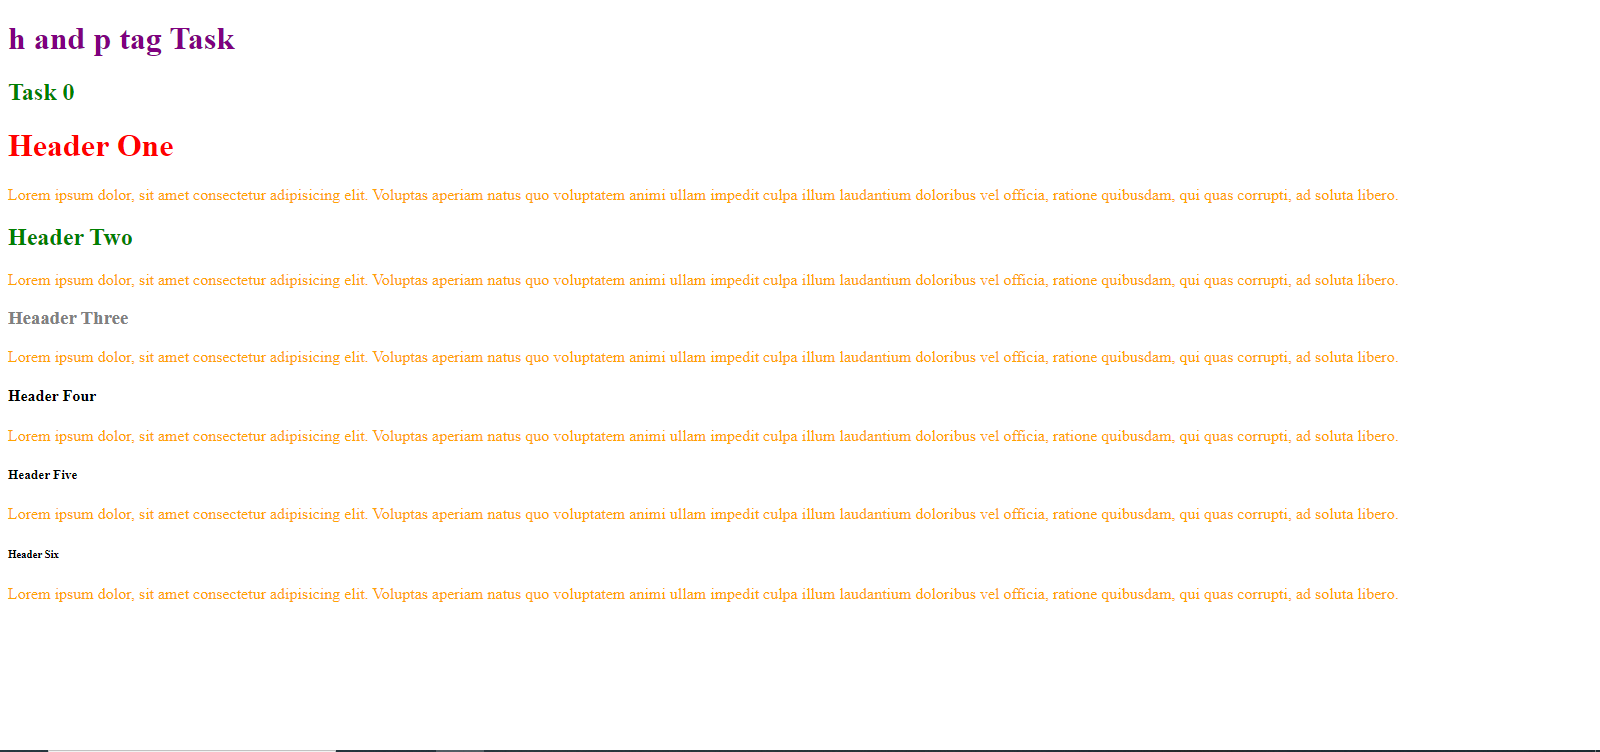 h and p tag Task
Task 0
Header One
Lorem ipsum dolor, sit amet consectetur adipisicing elit. Voluptas aperiam natus quo voluptatem animi ullam impedit culpa illum laudantium doloribus vel officia, ratione quibusdam, qui quas corrupti, ad soluta libero.
Header Two
Lorem ipsum dolor, sit amet consectetur adipisicing elit. Voluptas aperiam natus quo voluptatem animi ullam impedit culpa illum laudantium doloribus vel officia, ratione quibusdam, qui quas corrupti, ad soluta libero.
Heaader Three
Lorem ipsum dolor, sit amet consectetur adipisicing elit. Voluptas aperiam natus quo voluptatem animi ullam impedit culpa illum laudantium doloribus vel officia, ratione quibusdam, qui quas corrupti, ad soluta libero.
Header Four
Lorem ipsum dolor, sit amet consectetur adipisicing elit. Voluptas aperiam natus quo voluptatem animi ullam impedit culpa illum laudantium doloribus vel officia, ratione quibusdam, qui quas corrupti, ad soluta libero.
Header Five
Lorem ipsum dolor, sit amet consectetur adipisicing elit. Voluptas aperiam natus quo voluptatem animi ullam impedit culpa illum laudantium doloribus vel officia, ratione quibusdam, qui quas corrupti, ad soluta libero.
Header Six
Lorem ipsum dolor, sit amet consectetur adipisicing elit. Voluptas aperiam natus quo voluptatem animi ullam impedit culpa illum laudantium doloribus vel officia, ratione quibusdam, qui quas corrupti, ad soluta libero.